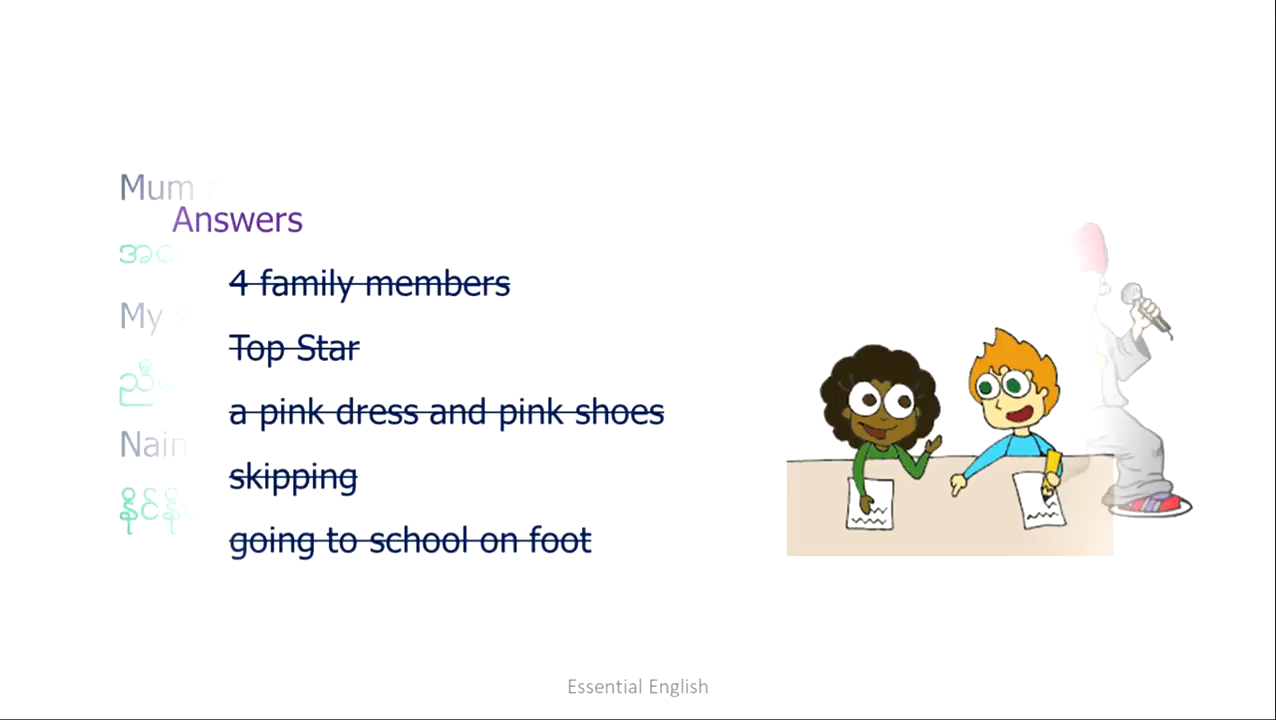 Mum
Answers
4 family members
My
Top Star
a pink dress and pink shoes
skipping
going to school on foot
Essential English